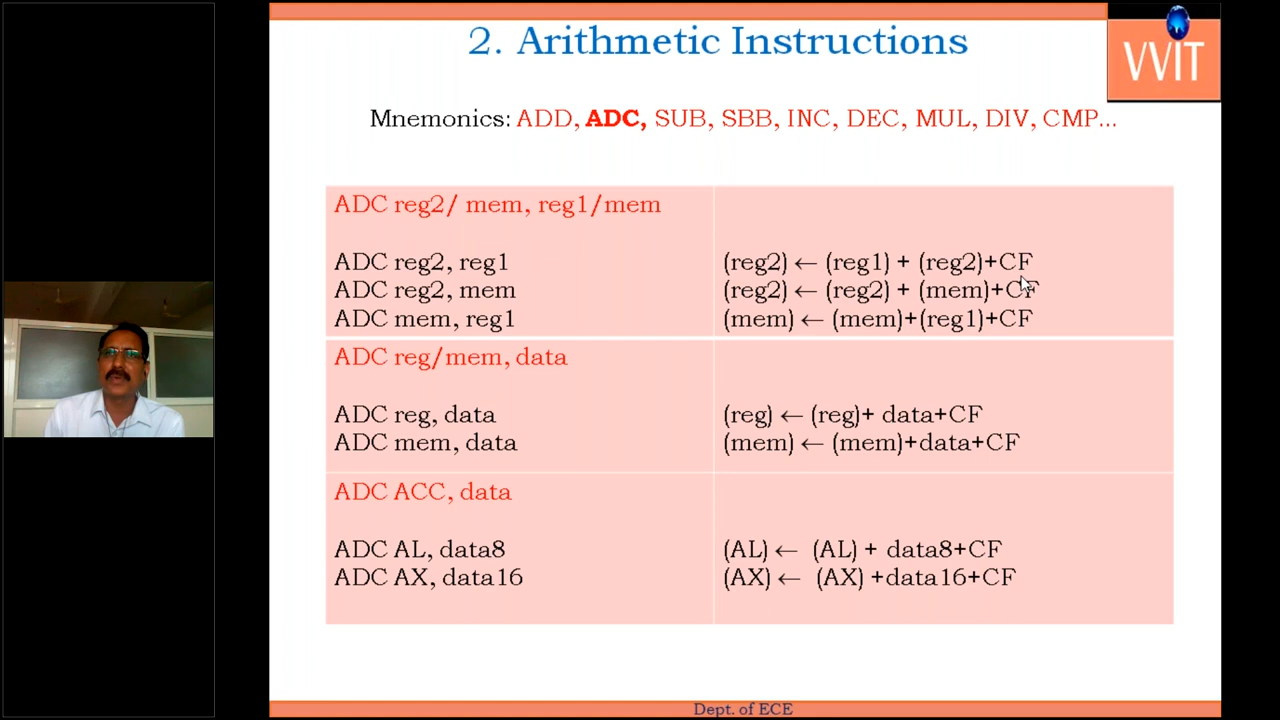 2. Arithmetic Instructions
VVIT
Mnemonics: ADD, ADC, SUB, SBB, INC, DEC, MUL, DIV, CMP...
ADC reg2/ mem, reg1/mem
ADC reg2, reg1 (reg2) ← (reg1) + (reg2)+CF
ADC reg2, mem (reg2) ← (reg2) + (mem)+CF
ADC mem, reg1 (mem) ← (mem)+(reg1)+CF
ADC reg/mem, data
ADC reg, data (reg) ← (reg)+ data+CF
ADC mem, data (mem) ← (mem)+data+CF
ADC ACC, data
ADC AL, data8 (AL) ← (AL) + data8+CF
ADC AX, data16 (AX) ← (AX) +data16+CF
Dept. of ECE